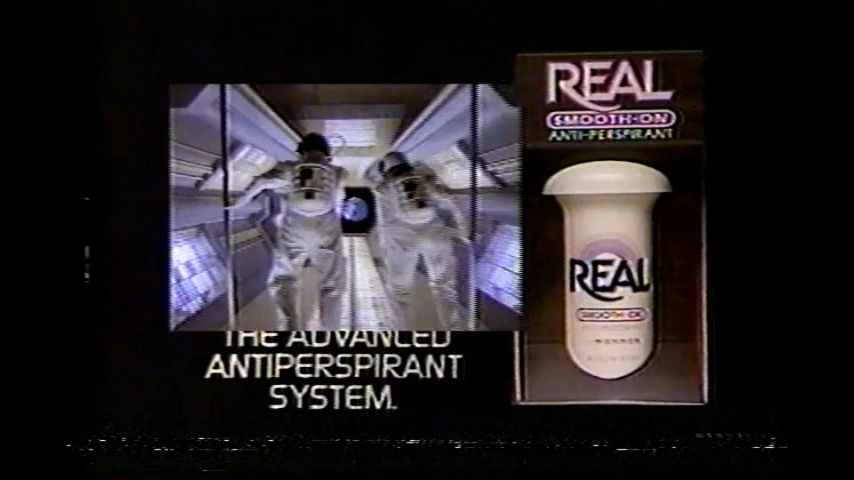 REAL
SMOOTH-ON
ANTI-PERSPIRANT
REAL
SMOOTH-ON
THE ADVANCED
ANTIPERSPIRANT
SYSTEM.